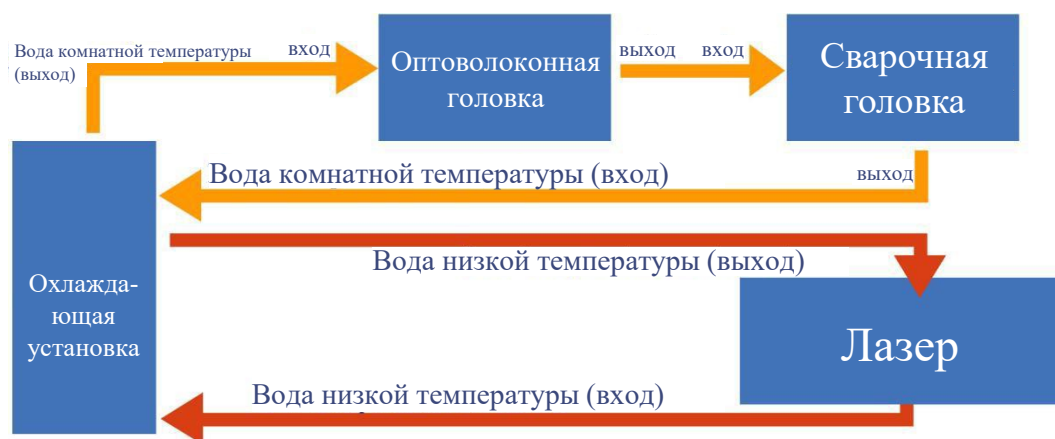 Вода комнатной температуры
(выход)
вход
Оптоволоконная
головка
выход
вход
Сварочная
головка
Вода комнатной температуры (вход)
выход
Вода низкой температуры (выход)
Охлажда-
ющая
установка
Лазер
Вода низкой температуры (вход)